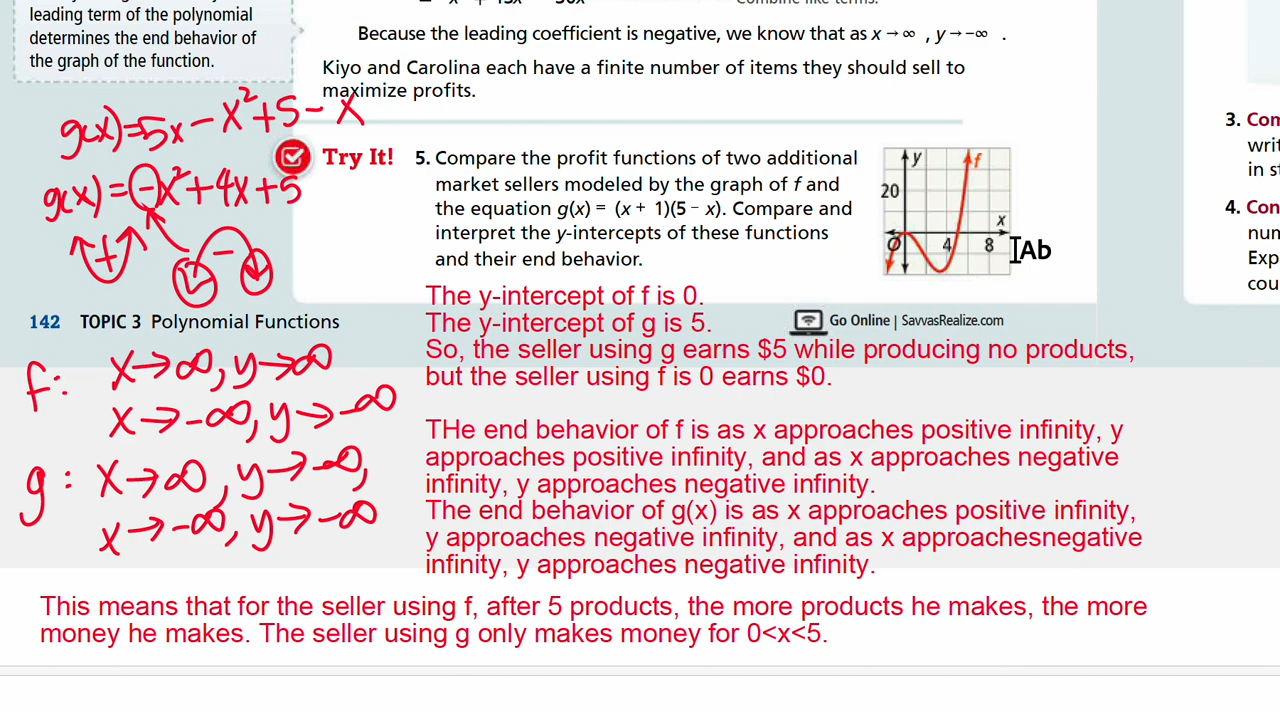 leading term of the polynomial
determines the end behavior of
the graph of the function.
Combine like terms.
Because the leading coefficient is negative, we know that as x → ∞ , y → −∞ .
Kiyo and Carolina each have a finite number of items they should sell to
maximize profits.
g(x)=5x-x²+5-x
g(x)=-x²+4x+5
+
-
Try It! 5. Compare the profit functions of two additional
market sellers modeled by the graph of f and
the equation g(x) = (x + 1)(5 − x). Compare and
interpret the y-intercepts of these functions
and their end behavior.
y f
20
x
O 4 8
Ab
3. Com
writ
in st
4. Con
num
Exp
cou
The y-intercept of f is 0.
The y-intercept of g is 5.
So, the seller using g earns $5 while producing no products,
but the seller using f is 0 earns $0.
142 TOPIC 3 Polynomial Functions
Go Online | SavvasRealize.com
f: x→∞, y→∞
x→-∞, y→-∞
g: x→∞, y→-∞,
x→-∞, y→-∞
THe end behavior of f is as x approaches positive infinity, y
approaches positive infinity, and as x approaches negative
infinity, y approaches negative infinity.
The end behavior of g(x) is as x approaches positive infinity,
y approaches negative infinity, and as x approachesnegative
infinity, y approaches negative infinity.
This means that for the seller using f, after 5 products, the more products he makes, the more
money he makes. The seller using g only makes money for 0<x<5.